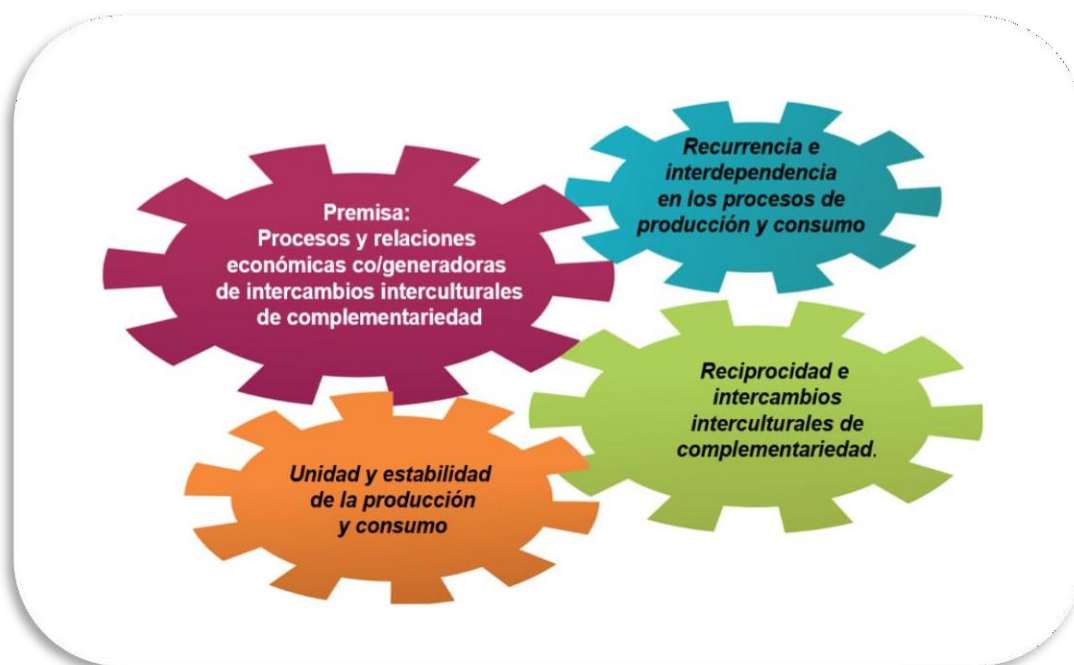 Premisa:
Procesos y relaciones
económicas co/generadoras
de intercambios interculturales
de complementariedad
Recurrencia e
interdependencia
en los procesos de
producción y consumo
Reciprocidad e
intercambios
interculturales de
complementariedad.
Unidad y estabilidad
de la producción
y consumo